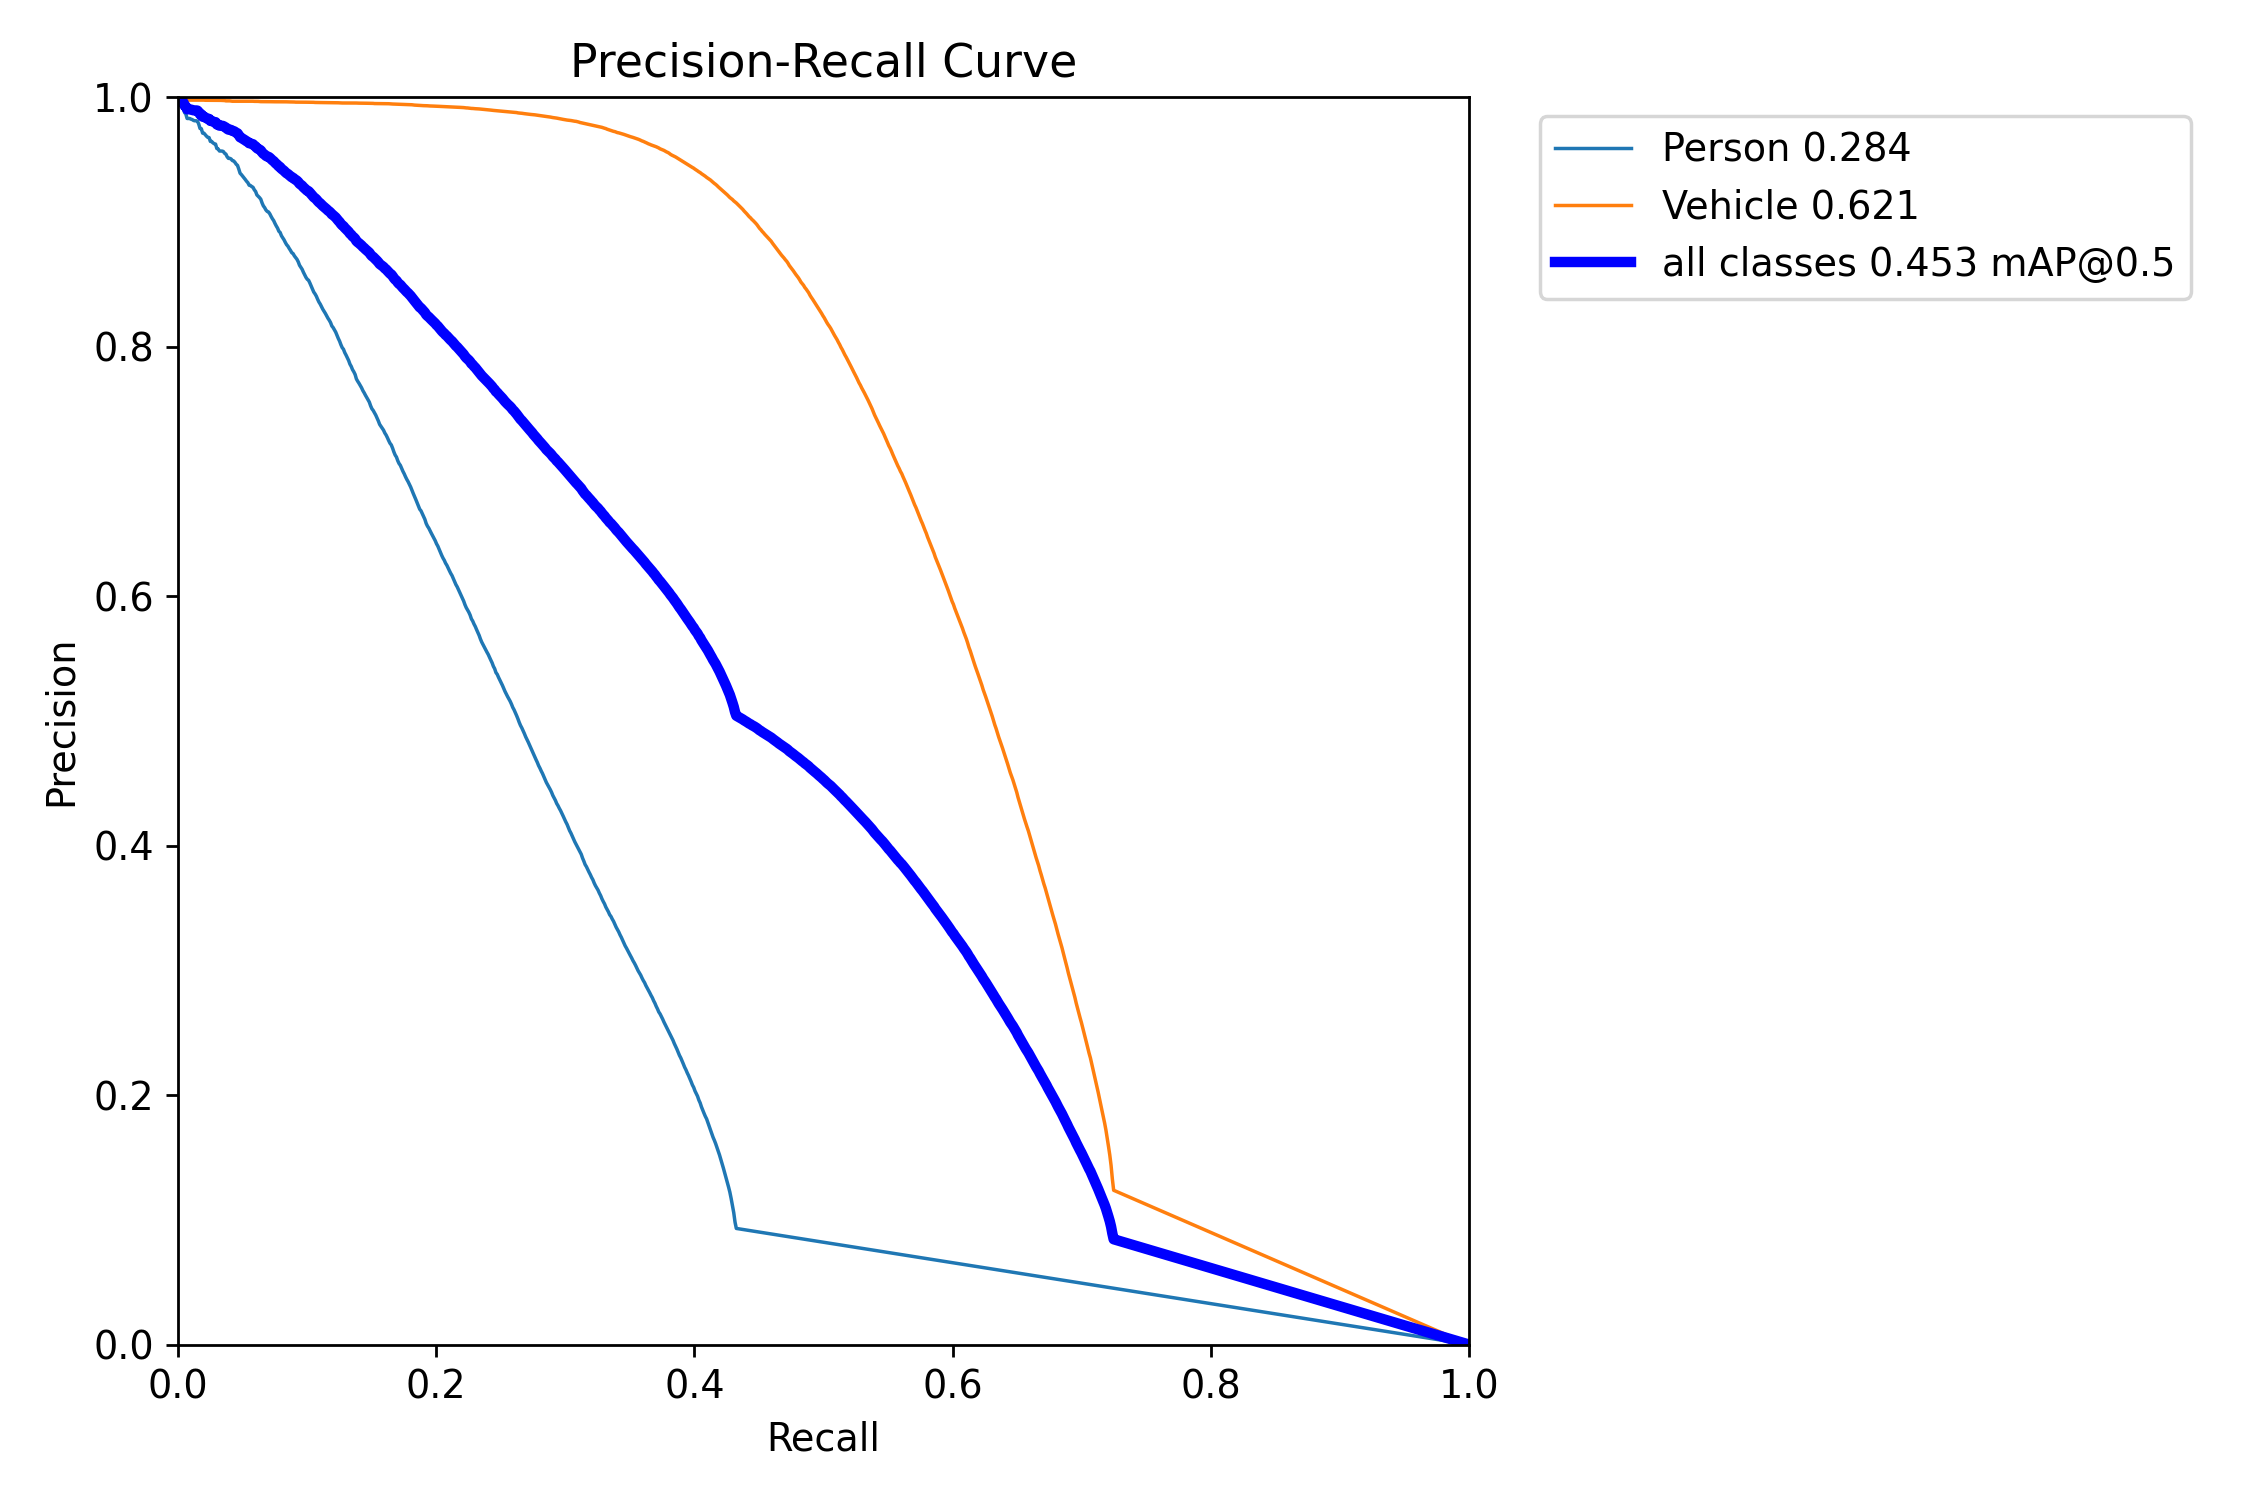 Precision-Recall Curve
1.0
0.8
0.6
0.4
0.2
0.0
Precision
0.0 0.2 0.4 0.6 0.8 1.0
Recall
Person 0.284
Vehicle 0.621
all classes 0.453 mAP@0.5